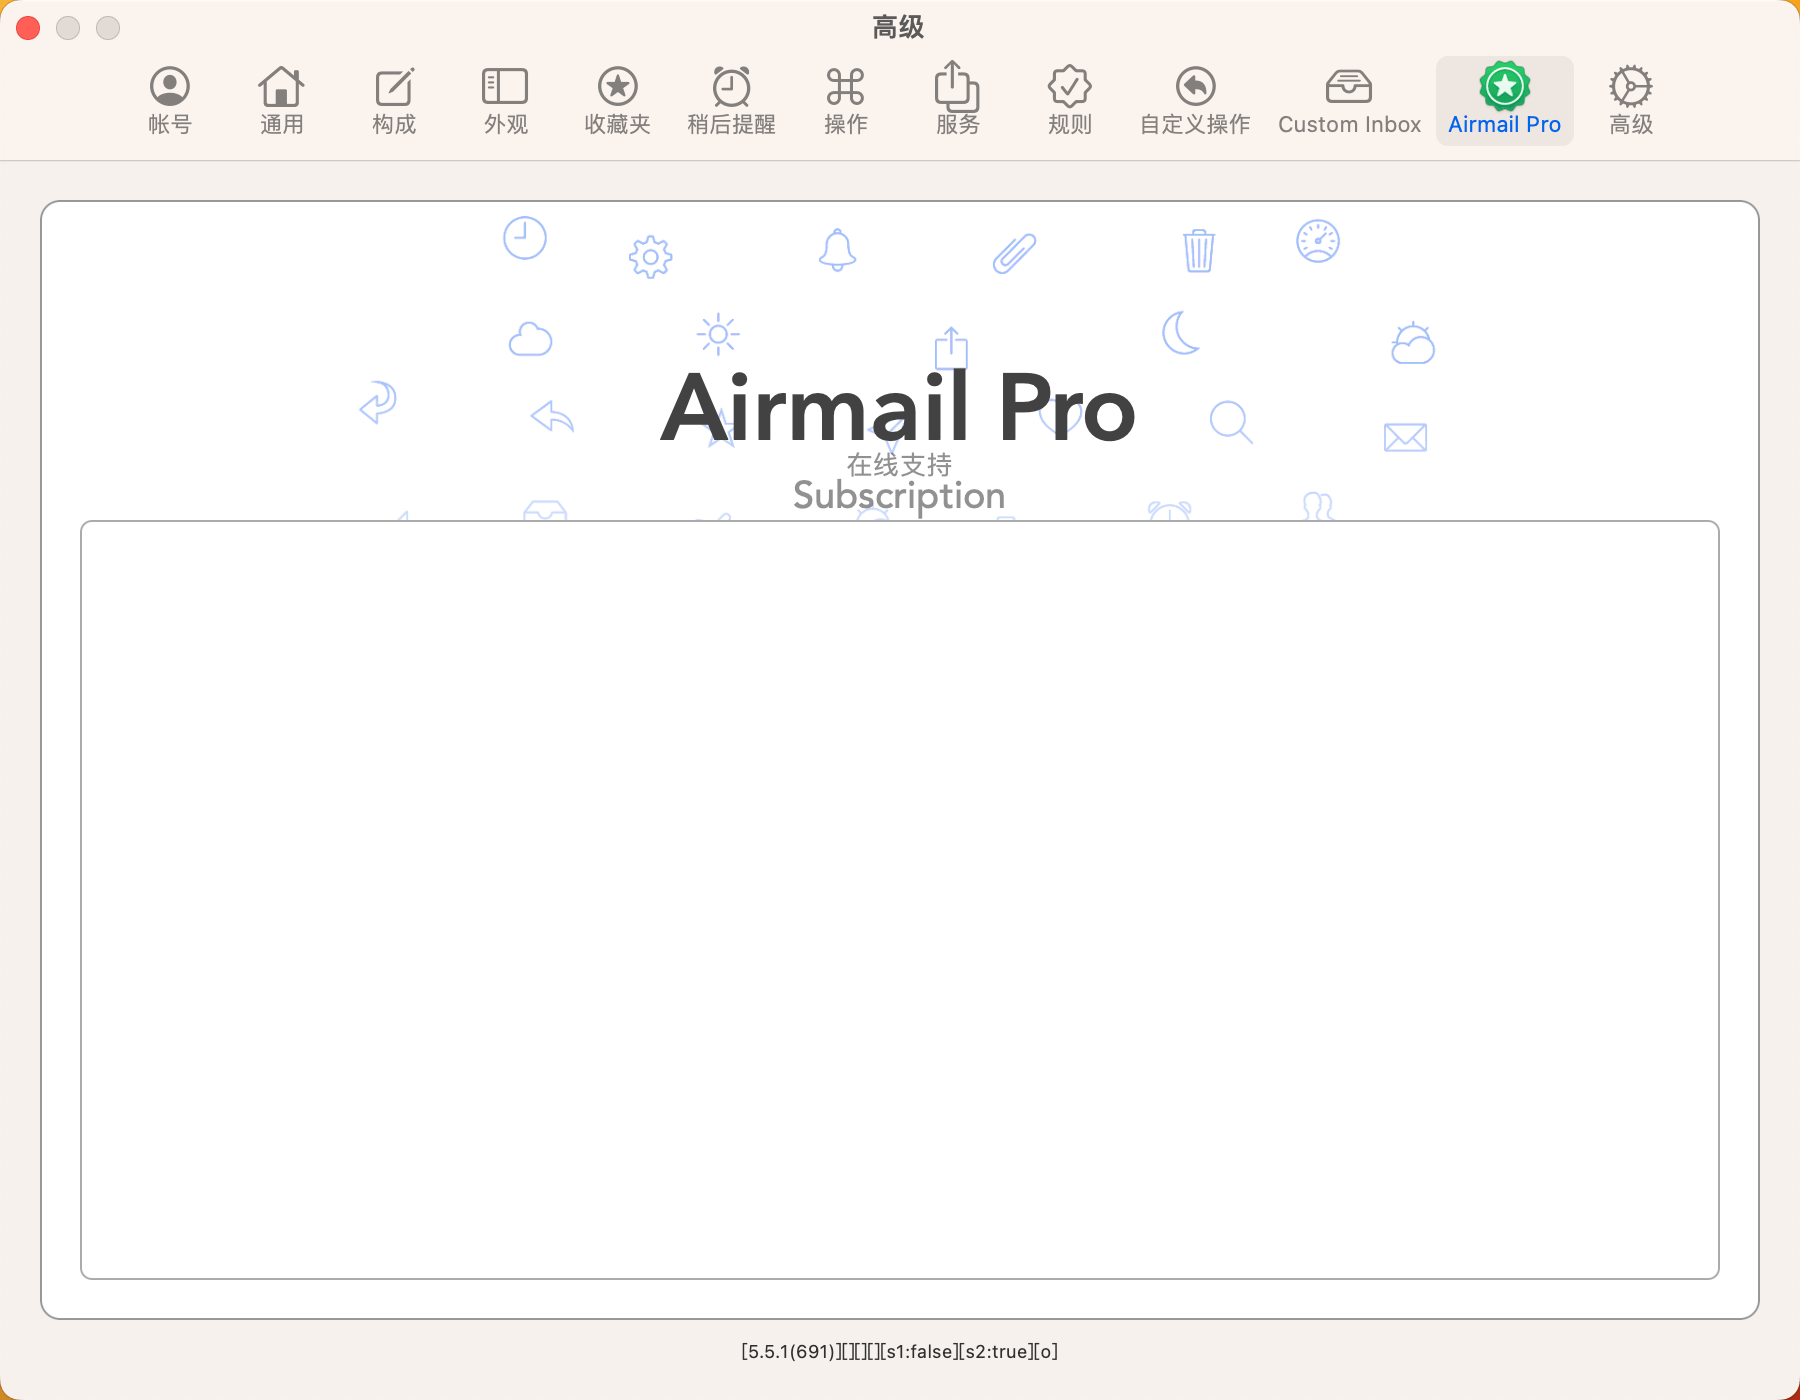 高级
帐号
通用
构成
外观
收藏夹
稍后提醒
操作
服务
规则
自定义操作
Custom Inbox
Airmail Pro
高级
Airmail Pro
在线支持
Subscription
[5.5.1(691)][][][][s1:false][s2:true][o]